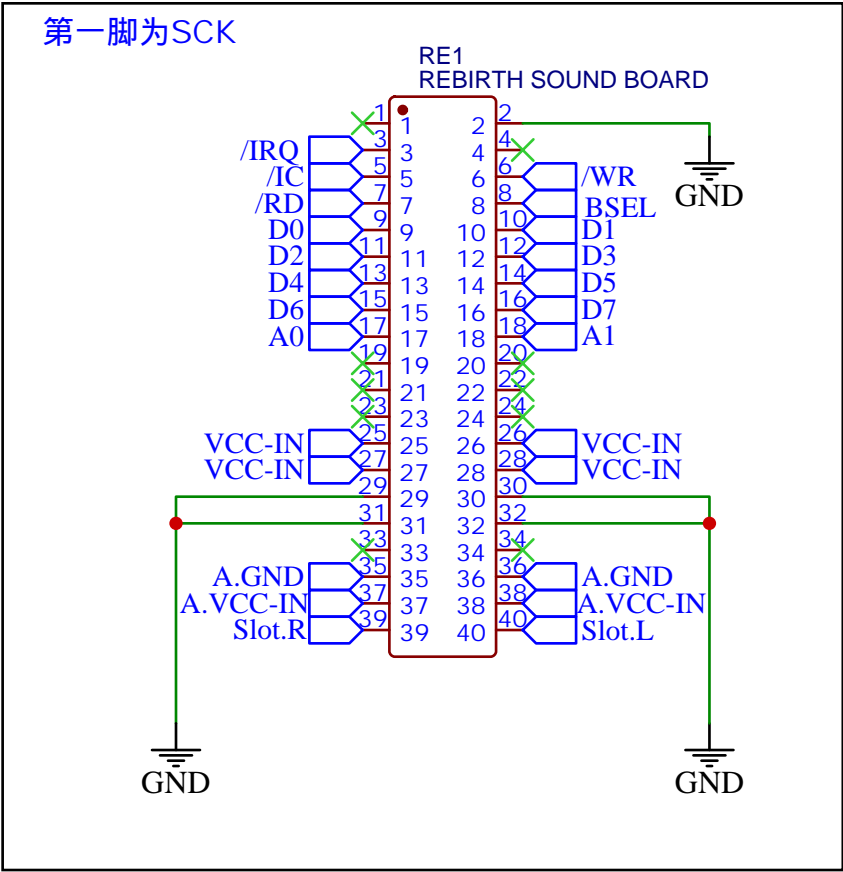 第一脚为SCK
RE1
REBIRTH SOUND BOARD
1 1 2 2
/IRQ 3 3 4 4
/IC 5 5 6 6 /WR
/RD 7 7 8 8 BSEL
D0 9 9 10 10 D1
D2 11 11 12 12 D3
D4 13 13 14 14 D5
D6 15 15 16 16 D7
A0 17 17 18 18 A1
19 19 20 20
21 21 22 22
23 23 24 24
VCC-IN 25 25 26 26 VCC-IN
VCC-IN 27 27 28 28 VCC-IN
29 29 30 30
31 31 32 32
33 33 34 34
A.GND 35 35 36 36 A.GND
A.VCC-IN 37 37 38 38 A.VCC-IN
Slot.R 39 39 40 40 Slot.L
GND
GND
GND